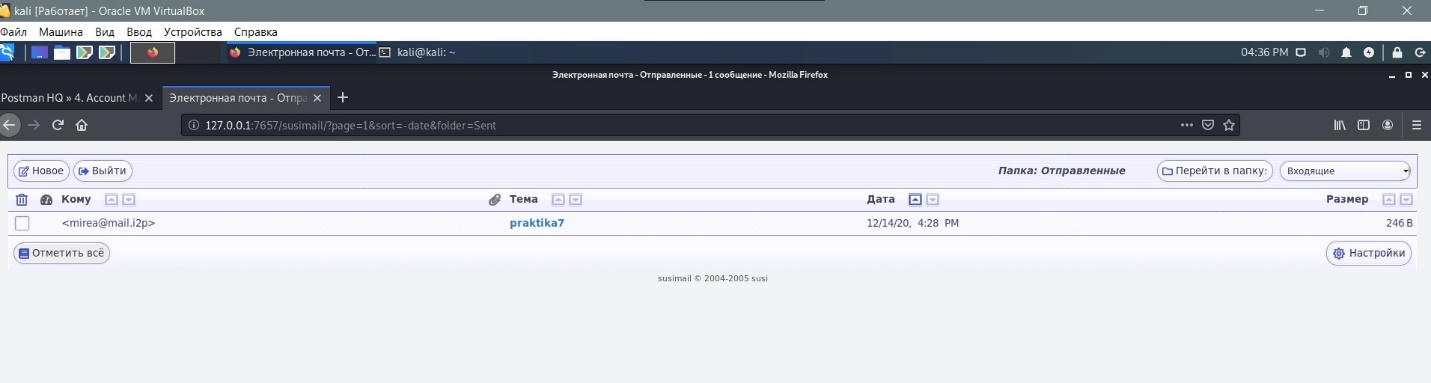 kali [Работает] - Oracle VM VirtualBox
Файл Машина Вид Ввод Устройства Справка
Электронная почта - От... kali@kali: ~ 04:36 PM
Электронная почта - Отправленные - 1 сообщение - Mozilla Firefox
Postman HQ » 4. Account M Электронная почта - Отпра
127.0.0.1:7657/susimail/?page=1&sort=-date&folder=Sent
Новое Выйти Папка: Отправленные Перейти в папку: Входящие
Кому Тема Дата Размер
<mirea@mail.i2p> praktika7 12/14/20, 4:28 PM 246 B
Отметить всё Настройки
susimail © 2004-2005 susi